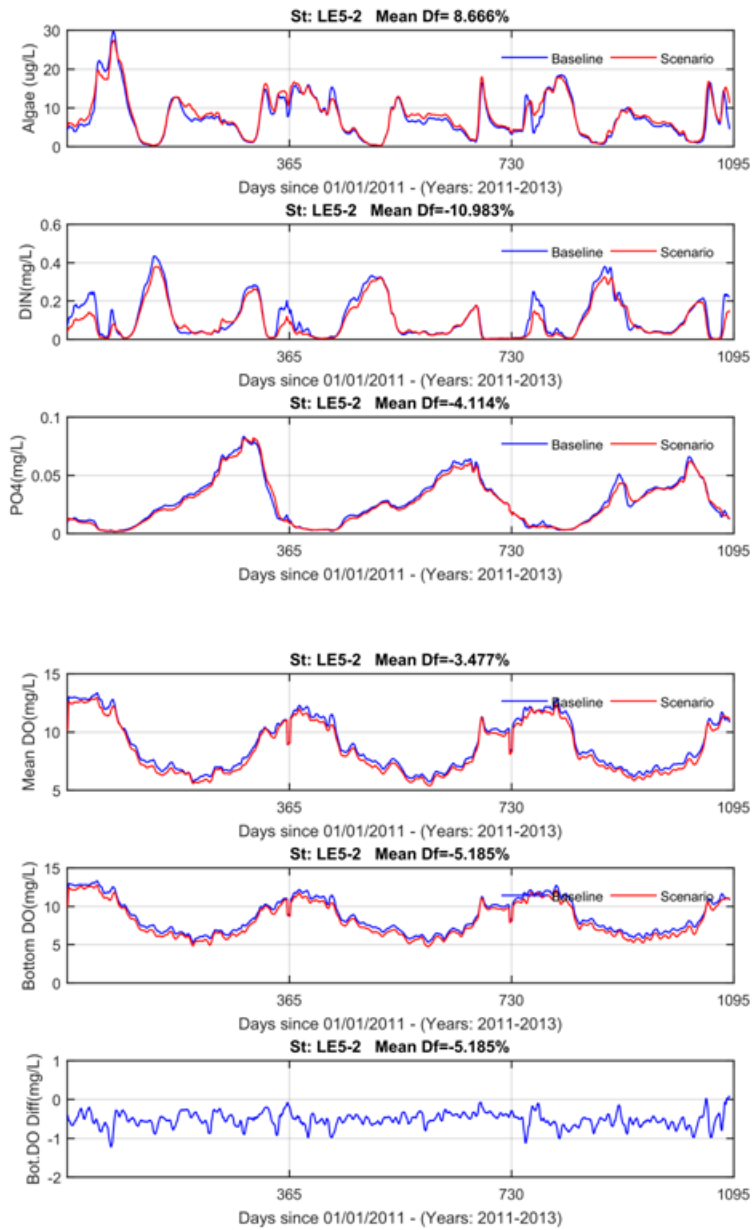 St: LE5-2 Mean Df= 8.666%
Algae (ug/L)
30
20
10
0
Baseline
Scenario
365
730
1095
Days since 01/01/2011 - (Years: 2011-2013)
St: LE5-2 Mean Df=-10.983%
DIN(mg/L)
0.6
0.4
0.2
0
Baseline
Scenario
365
730
1095
Days since 01/01/2011 - (Years: 2011-2013)
St: LE5-2 Mean Df=-4.114%
PO4(mg/L)
0.1
0.05
0
Baseline
Scenario
365
730
1095
Days since 01/01/2011 - (Years: 2011-2013)
St: LE5-2 Mean Df=-3.477%
Mean DO(mg/L)
15
10
5
Baseline
Scenario
365
730
1095
Days since 01/01/2011 - (Years: 2011-2013)
St: LE5-2 Mean Df=-5.185%
Bottom DO(mg/L)
15
10
5
0
Baseline
Scenario
365
730
1095
Days since 01/01/2011 - (Years: 2011-2013)
St: LE5-2 Mean Df=-5.185%
Bot.DO Diff(mg/L)
1
0
-1
-2
365
730
1095
Days since 01/01/2011 - (Years: 2011-2013)